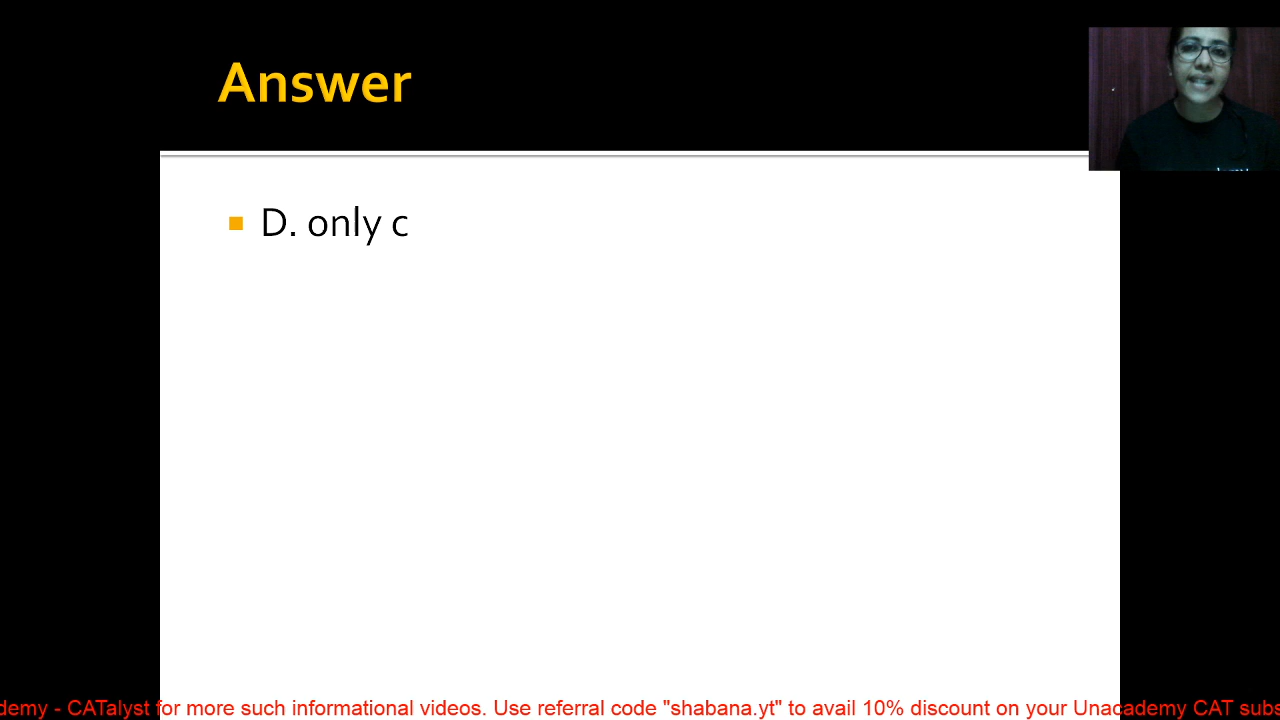 Answer
D. only c
demy - CATalyst for more such informational videos. Use referral code "shabana.yt" to avail 10% discount on your Unacademy CAT subs